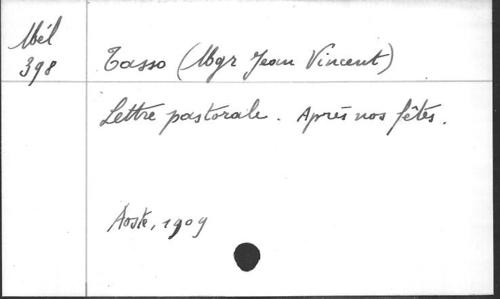 Mél
398
Tasso (Mgr Jean Vincent)
Lettre pastorale. Après nos fêtes.
Aoste, 1909